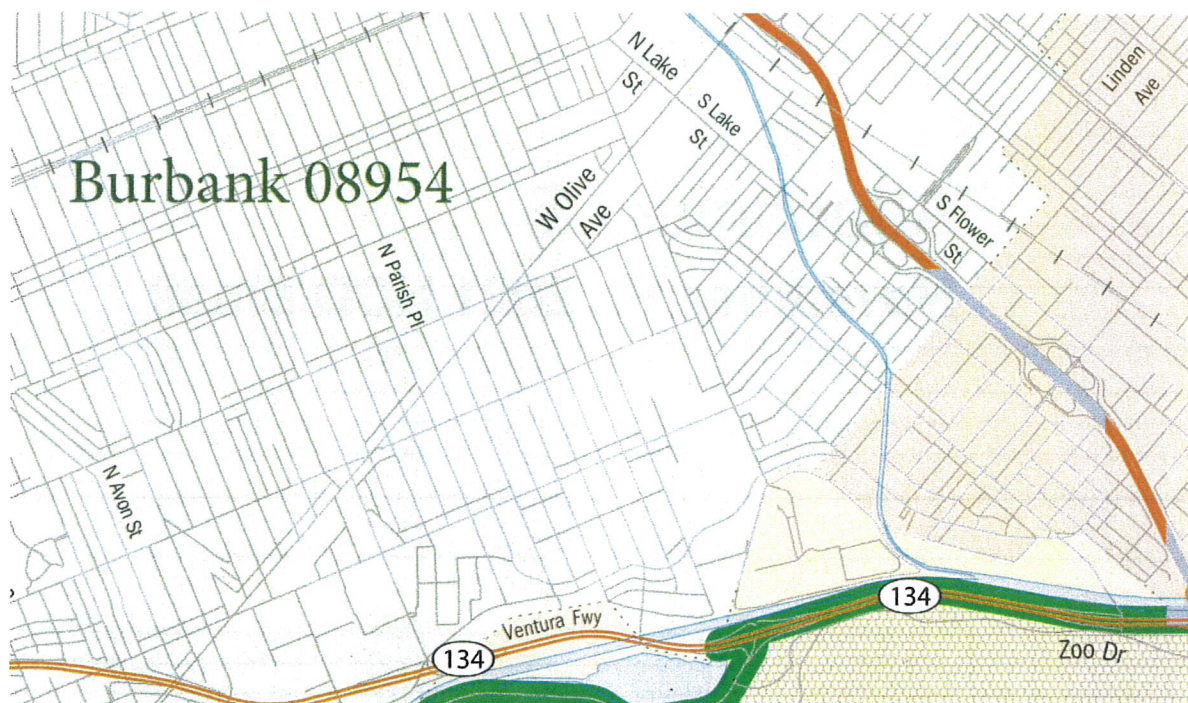 N Lake
St
S Lake
St
Linden
Ave
Burbank 08954
W Olive
Ave
S Flower
St
N Parish Pl
N Avon St
134
Ventura Fwy
134
Zoo Dr